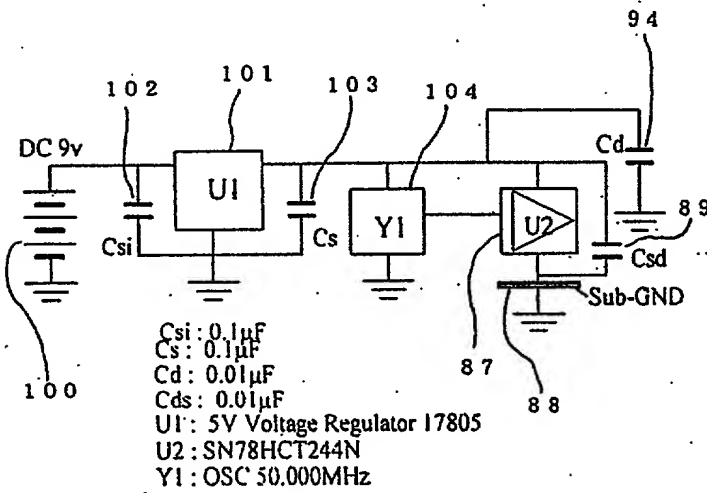 94
101
102
103
104
DC 9v
Cd
U1
Csi
Cs
Y1
U2
89
Csd
Sub-GND
100
87
88
Csi : 0.1μF
Cs : 0.1μF
Cd : 0.01μF
Cds : 0.01μF
U1 : 5V Voltage Regulator 17805
U2 : SN78HCT244N
Y1 : OSC 50.000MHz